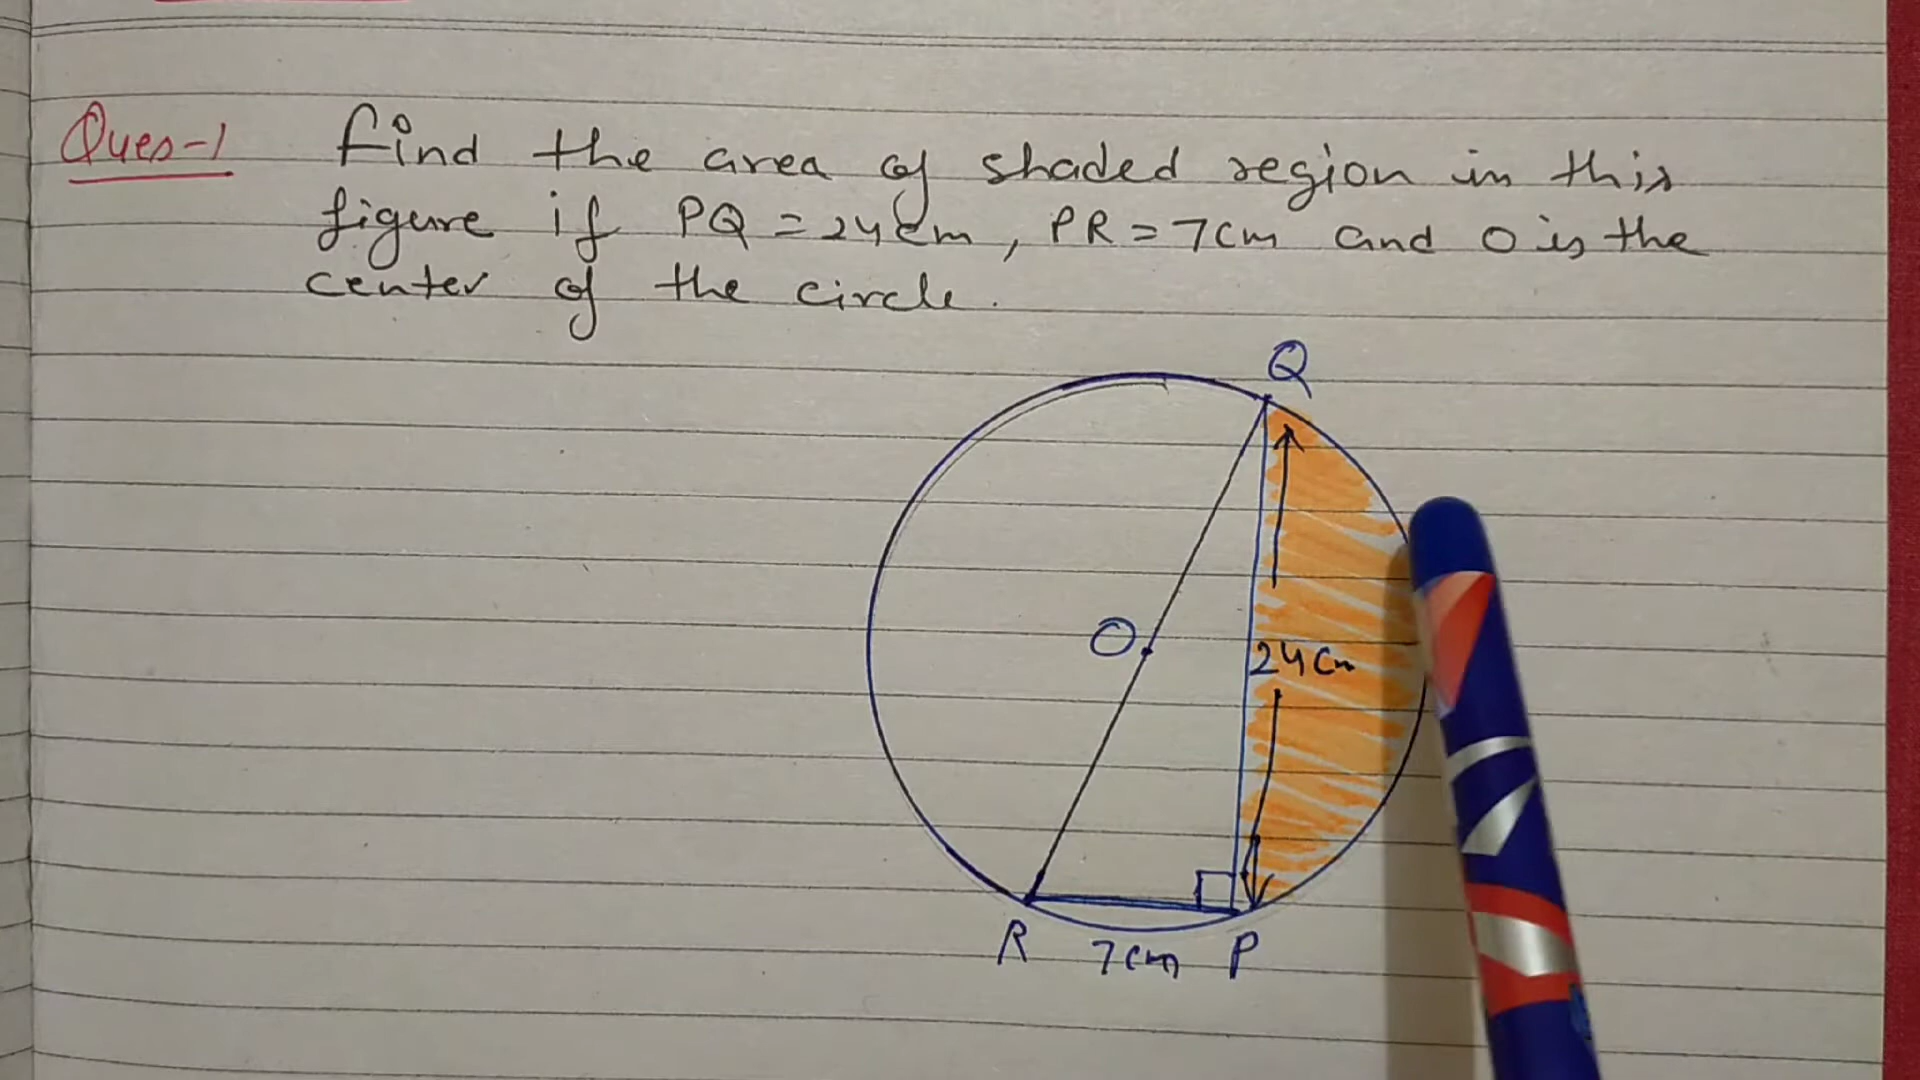 Ques-1 find the area of shaded region in this
figure if PQ = 24cm, PR = 7cm and O is the
center of the circle.
Q
O
24cm
R 7cm P